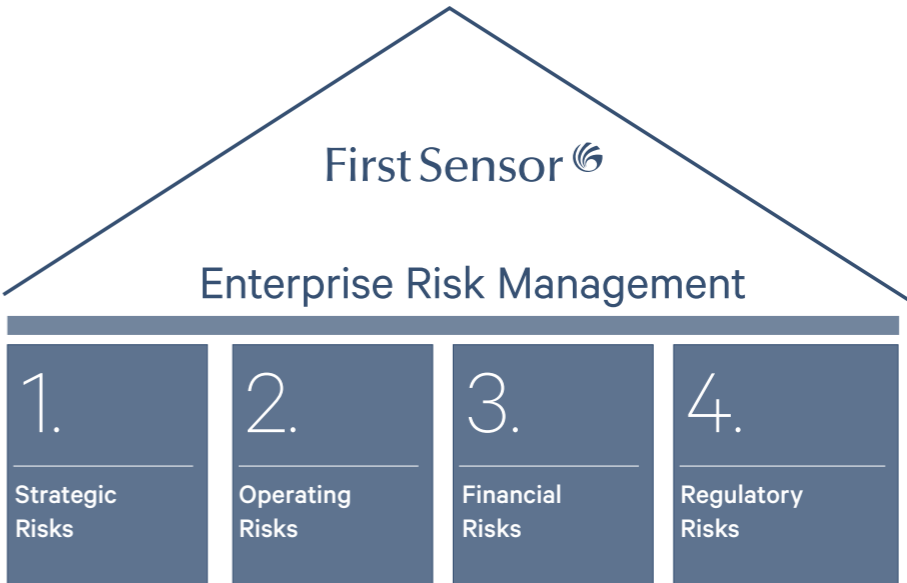 First Sensor
Enterprise Risk Management
1.
Strategic
Risks
2.
Operating
Risks
3.
Financial
Risks
4.
Regulatory
Risks